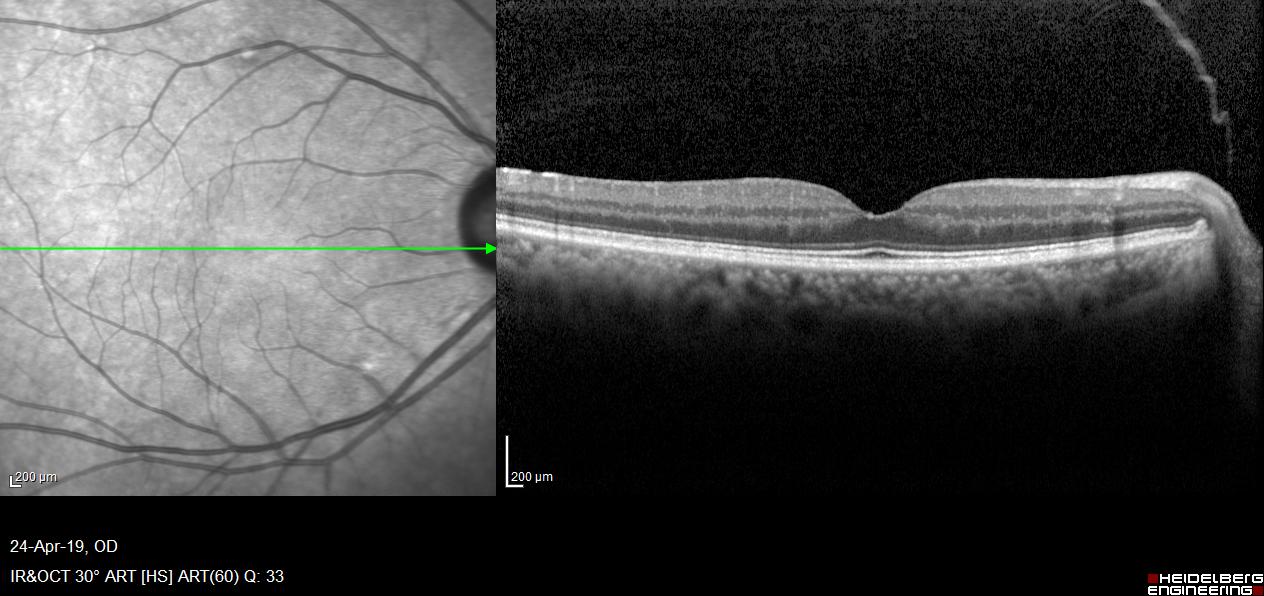 200 µm
200 µm
24-Apr-19, OD
IR&OCT 30° ART [HS] ART(60) Q: 33
HEIDELBERG
ENGINEERING